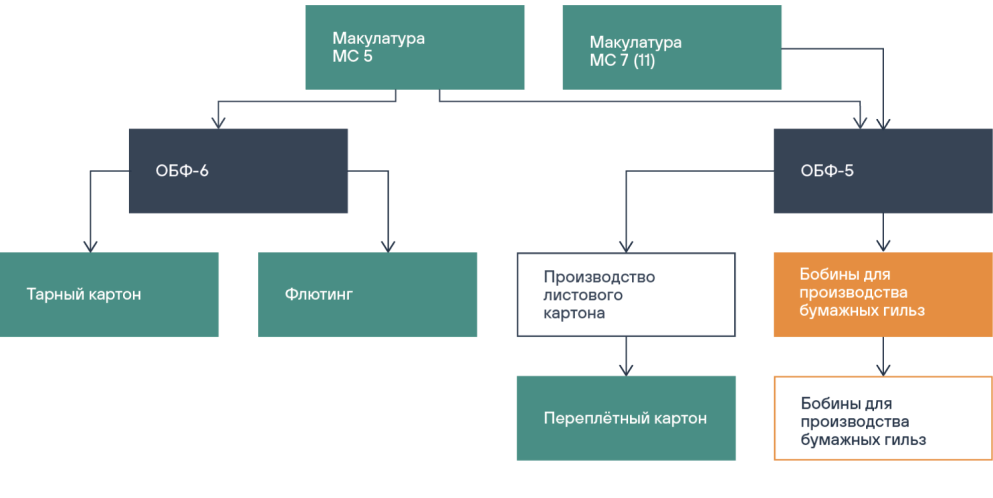 Макулатура
МС 5
Макулатура
МС 7 (11)
ОБФ-6
ОБФ-5
Тарный картон
Флютинг
Производство
листового
картона
Бобины для
производства
бумажных гильз
Переплётный картон
Бобины для
производства
бумажных гильз